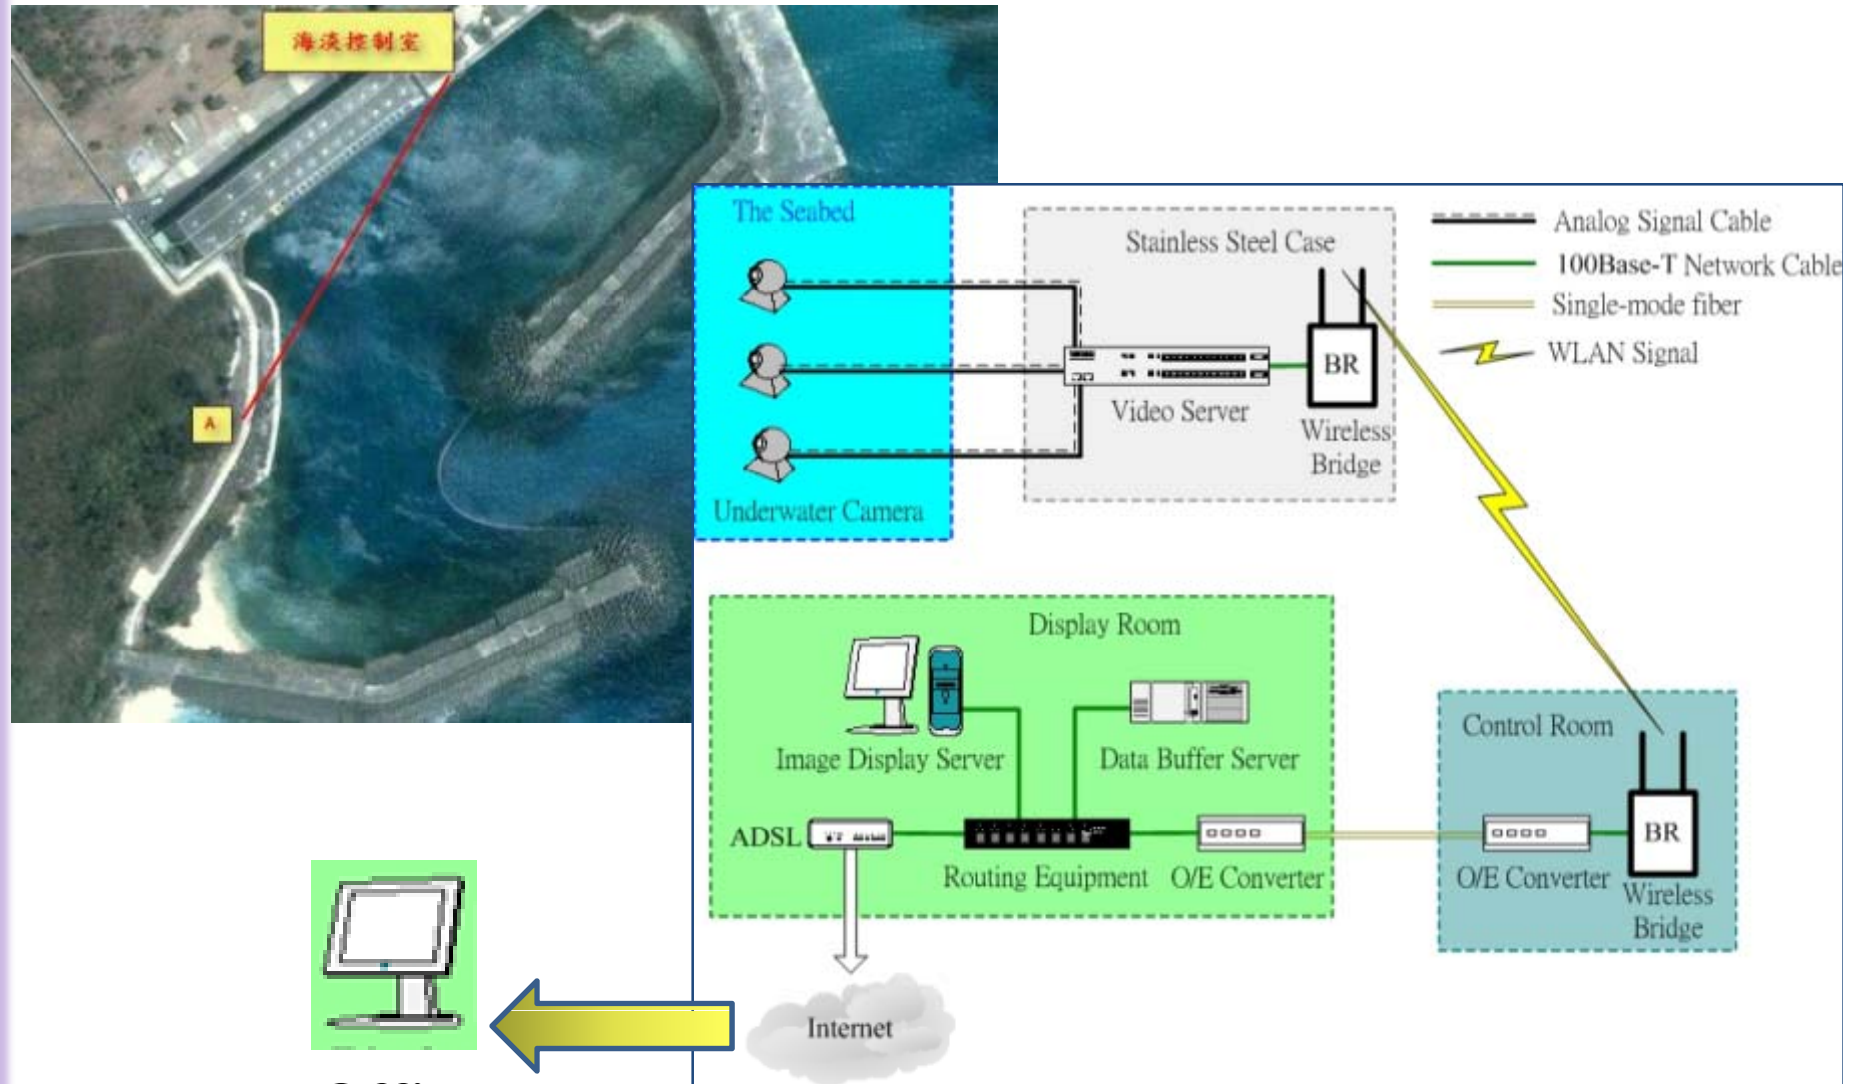 海淡控制室
A
The Seabed
Underwater Camera
Stainless Steel Case
Video Server
BR
Wireless
Bridge
Analog Signal Cable
100Base-T Network Cable
Single-mode fiber
WLAN Signal
Display Room
Image Display Server
Data Buffer Server
ADSL
Routing Equipment
O/E Converter
Control Room
O/E Converter
BR
Wireless
Bridge
Internet